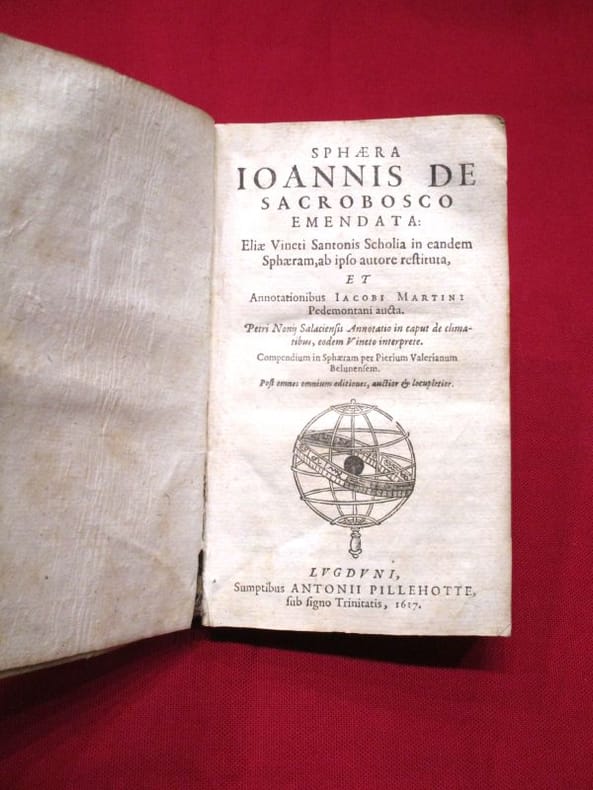 SPHÆRA
IOANNIS DE
SACROBOSCO
EMENDATA:
Eliæ Vineti Santonis Scholia in eandem
Sphæram, ab ipſo autore reſtituta,
ET
Annotationibus IACOBI MARTINI
Pedemontani aucta.
Petri Nonij Salacienſis Annotatio in caput de clima-
tibus, eodem Vineto interprete.
Compendium in Sphæram per Pierium Valerianum
Belunenſem.
Poſt omnes omnium editiones, auctior & locupletior.
LVGDVNI,
Sumptibus ANTONII PILLEHOTTE,
ſub ſigno Trinitatis, 1617.